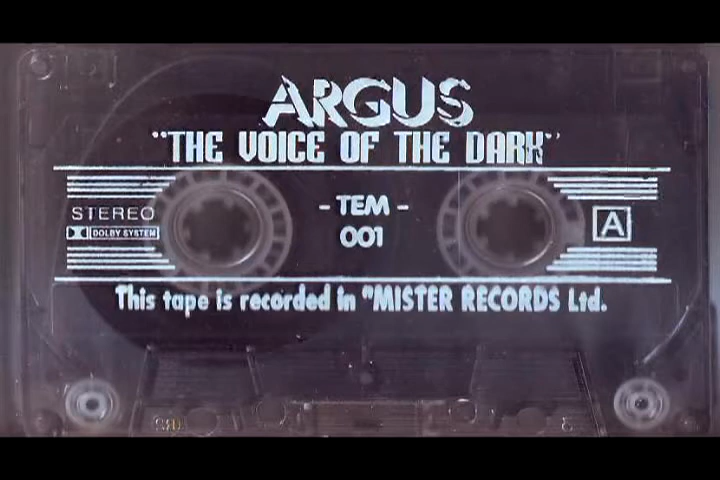 ARGUS
"THE VOICE OF THE DARK"
STEREO
DOLBY SYSTEM
- TEM -
001
A
This tape is recorded in "MISTER RECORDS Ltd.